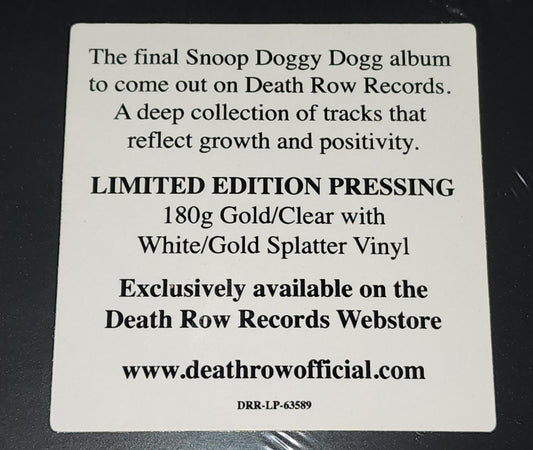 The final Snoop Doggy Dogg album
to come out on Death Row Records.
A deep collection of tracks that
reflect growth and positivity.
LIMITED EDITION PRESSING
180g Gold/Clear with
White/Gold Splatter Vinyl
Exclusively available on the
Death Row Records Webstore
www.deathrowofficial.com
DRR-LP-63589